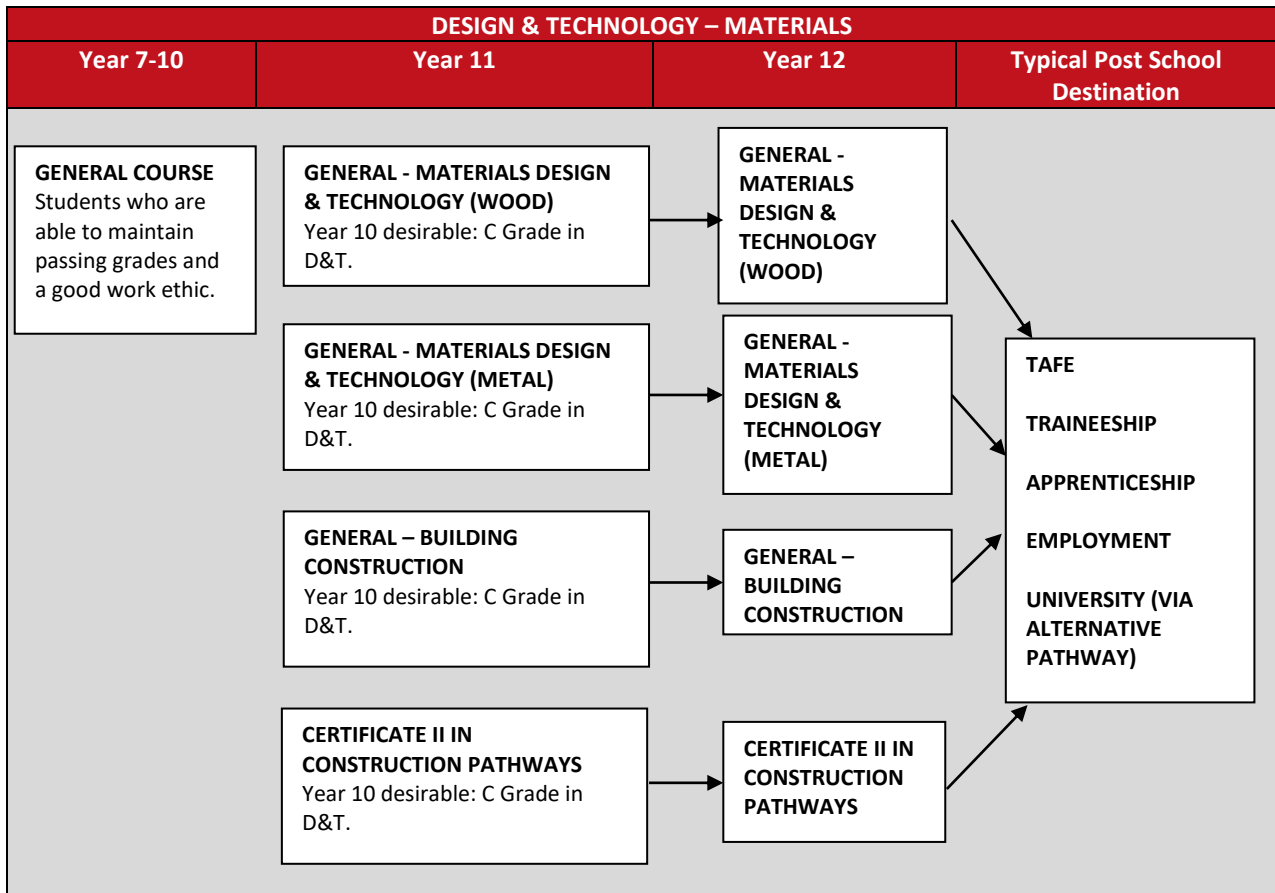 DESIGN & TECHNOLOGY – MATERIALS
Year 7-10
Year 11
Year 12
Typical Post School
Destination
GENERAL COURSE
Students who are
able to maintain
passing grades and
a good work ethic.
GENERAL - MATERIALS DESIGN
& TECHNOLOGY (WOOD)
Year 10 desirable: C Grade in
D&T.
GENERAL -
MATERIALS
DESIGN &
TECHNOLOGY
(WOOD)
GENERAL - MATERIALS DESIGN
& TECHNOLOGY (METAL)
Year 10 desirable: C Grade in
D&T.
GENERAL -
MATERIALS
DESIGN &
TECHNOLOGY
(METAL)
GENERAL – BUILDING
CONSTRUCTION
Year 10 desirable: C Grade in
D&T.
GENERAL –
BUILDING
CONSTRUCTION
CERTIFICATE II IN
CONSTRUCTION PATHWAYS
Year 10 desirable: C Grade in
D&T.
CERTIFICATE II IN
CONSTRUCTION
PATHWAYS
TAFE
TRAINEESHIP
APPRENTICESHIP
EMPLOYMENT
UNIVERSITY (VIA
ALTERNATIVE
PATHWAY)